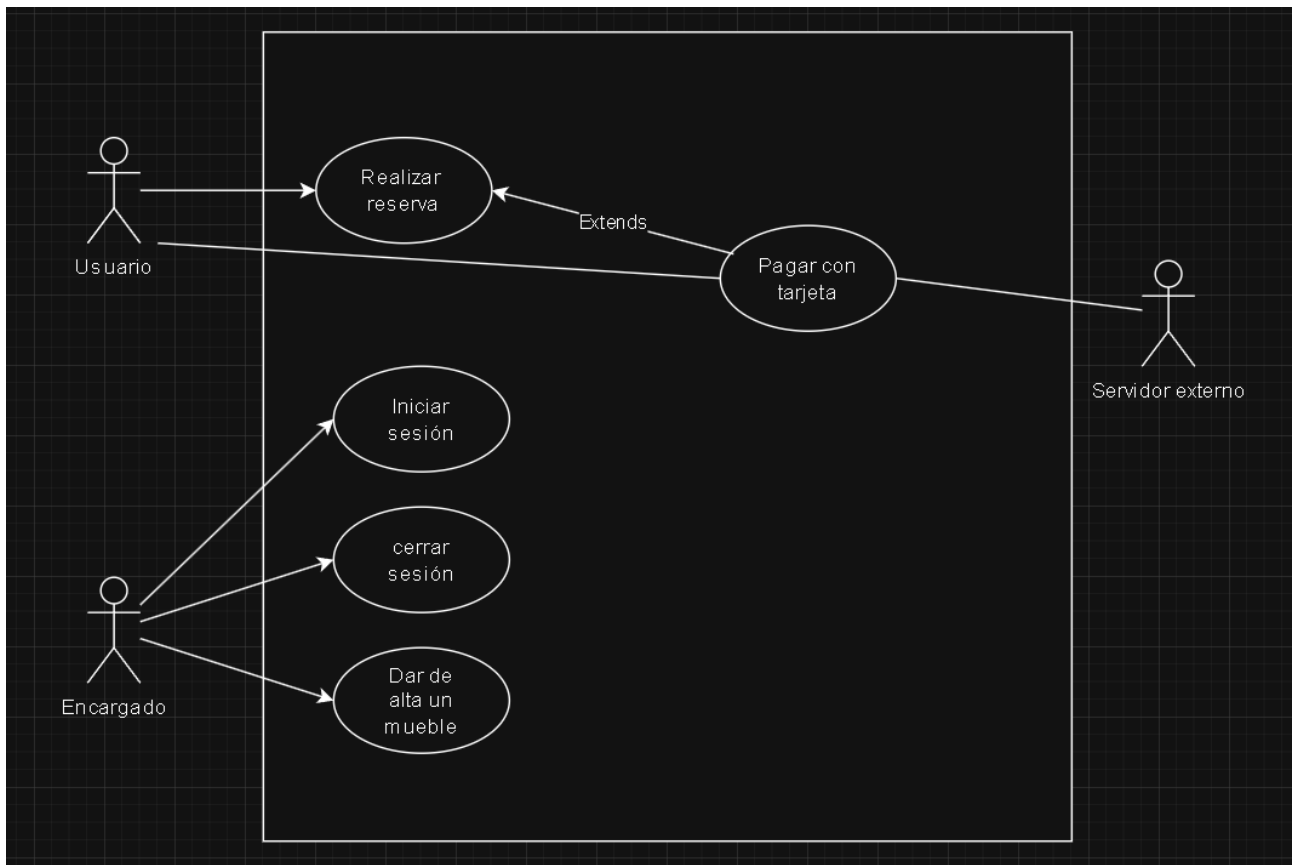 Realizar
reserva
Extends
Usuario
Pagar con
tarjeta
Servidor externo
Iniciar
sesión
cerrar
sesión
Encargado
Dar de
alta un
mueble